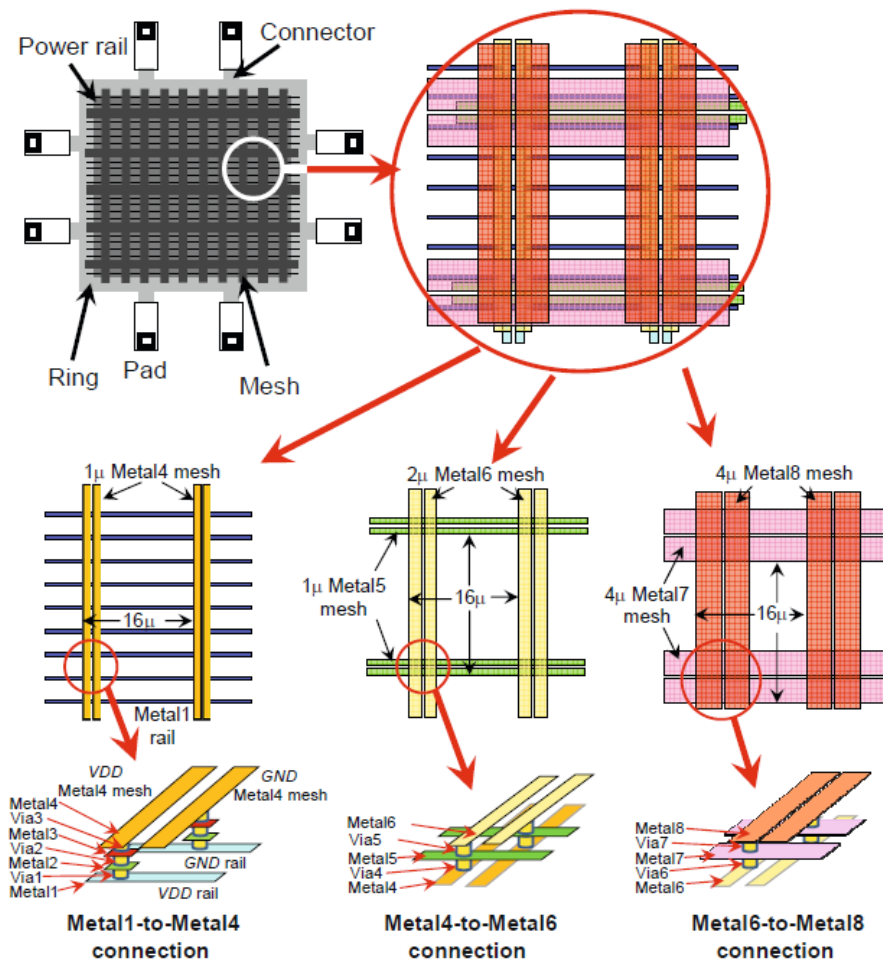 Power rail
Connector
Ring
Pad
Mesh
1μ Metal4 mesh
16μ
Metal1
rail
2μ Metal6 mesh
1μ Metal5
mesh
16μ
4μ Metal8 mesh
4μ Metal7
mesh
16μ
VDD
Metal4 mesh
GND
Metal4 mesh
Metal4
Via3
Metal3
Via2
Metal2
Via1
Metal1
GND rail
VDD rail
Metal1-to-Metal4
connection
Metal6
Via5
Metal5
Via4
Metal4
Metal4-to-Metal6
connection
Metal8
Via7
Metal7
Via6
Metal6
Metal6-to-Metal8
connection